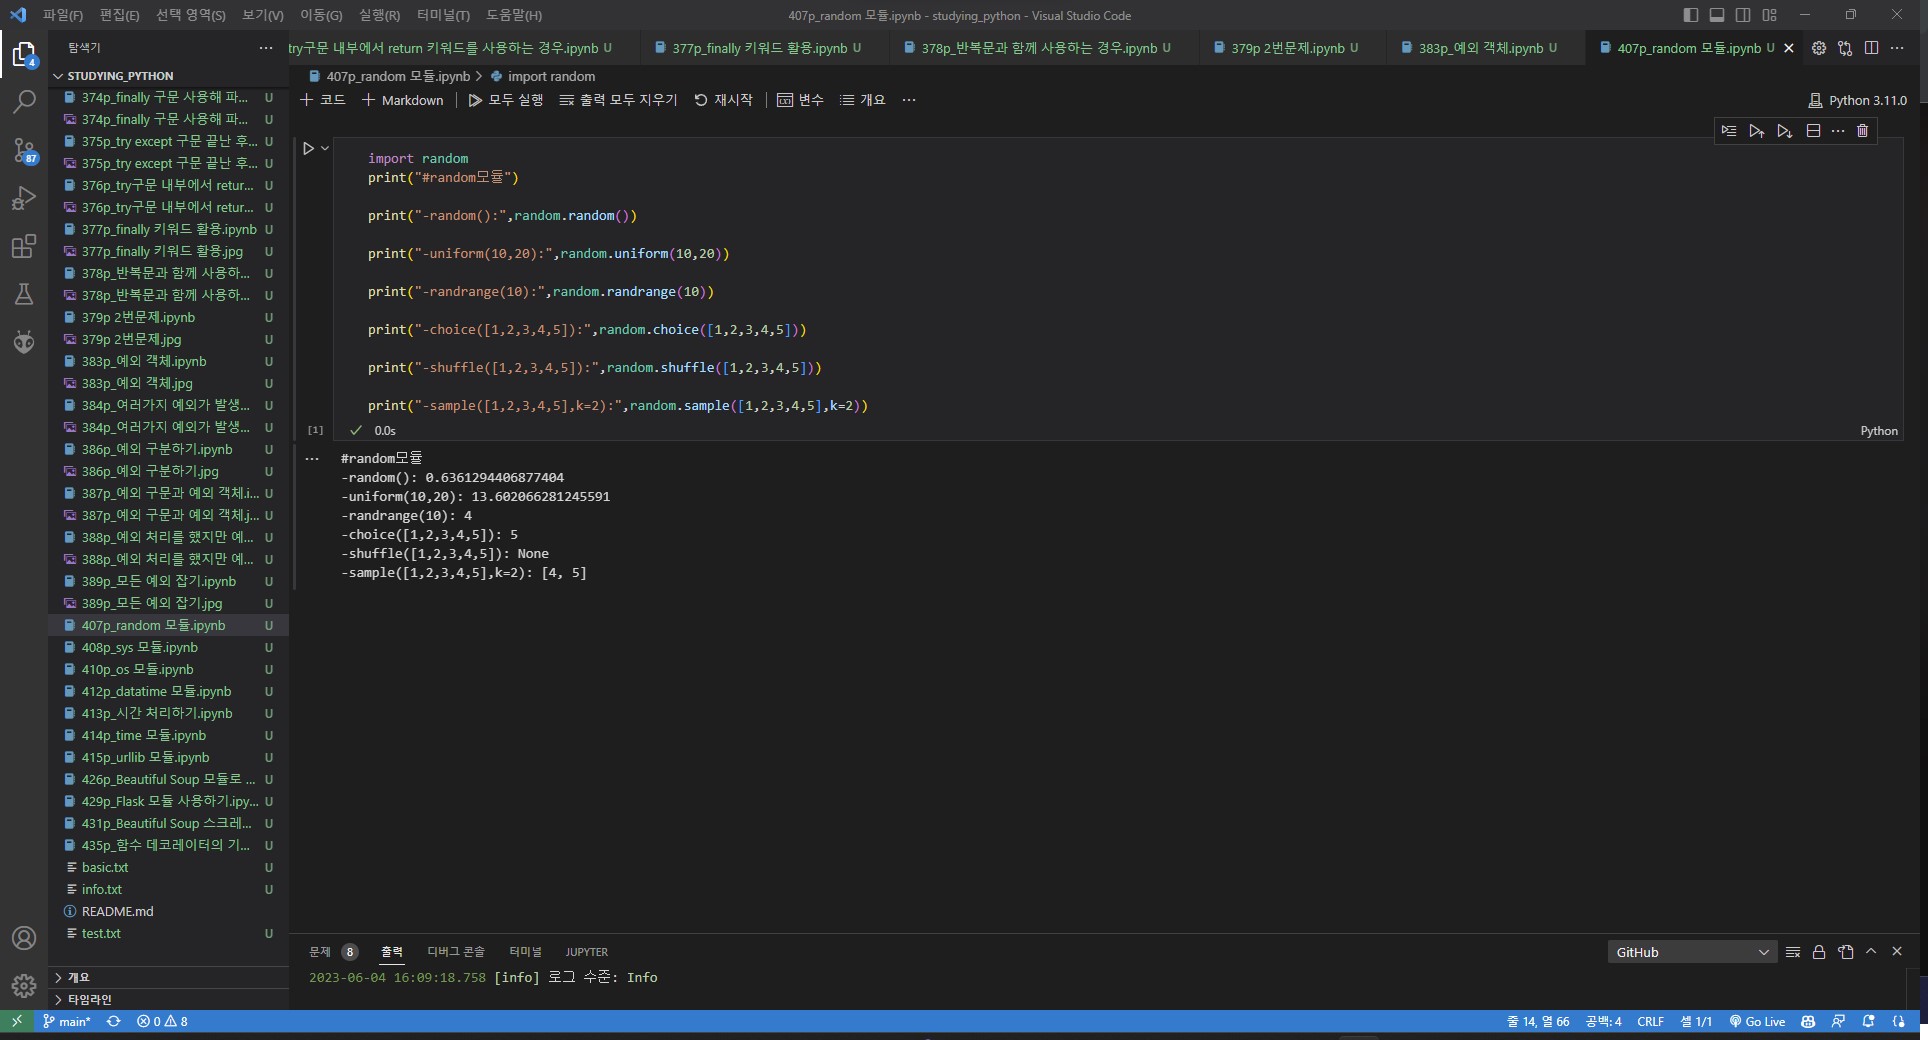 파일(F) 편집(E) 선택 영역(S) 보기(V) 이동(G) 실행(R) 터미널(T) 도움말(H)
407p_random 모듈.ipynb - studying_python - Visual Studio Code
탐색기
try구문 내부에서 return 키워드를 사용하는 경우.ipynb U
377p_finally 키워드 활용.ipynb U
378p_반복문과 함께 사용하는 경우.ipynb U
379p 2번문제.ipynb U
383p_예외 객체.ipynb U
407p_random 모듈.ipynb U
STUDYING_PYTHON
374p_finally 구문 사용해 파... U
374p_finally 구문 사용해 파... U
375p_try except 구문 끝난 후... U
375p_try except 구문 끝난 후... U
376p_try구문 내부에서 retur... U
376p_try구문 내부에서 retur... U
377p_finally 키워드 활용.ipynb U
377p_finally 키워드 활용.jpg U
378p_반복문과 함께 사용하... U
378p_반복문과 함께 사용하... U
379p 2번문제.ipynb U
379p 2번문제.jpg U
383p_예외 객체.ipynb U
383p_예외 객체.jpg U
384p_여러가지 예외가 발생... U
384p_여러가지 예외가 발생... U
386p_예외 구분하기.ipynb U
386p_예외 구분하기.jpg U
387p_예외 구문과 예외 객체.i... U
387p_예외 구문과 예외 객체.j... U
388p_예외 처리를 했지만 예... U
388p_예외 처리를 했지만 예... U
389p_모든 예외 잡기.ipynb U
389p_모든 예외 잡기.jpg U
407p_random 모듈.ipynb U
408p_sys 모듈.ipynb U
410p_os 모듈.ipynb U
412p_datatime 모듈.ipynb U
413p_시간 처리하기.ipynb U
414p_time 모듈.ipynb U
415p_urllib 모듈.ipynb U
426p_Beautiful Soup 모듈로 ... U
429p_Flask 모듈 사용하기.ipy... U
431p_Beautiful Soup 스크레... U
435p_함수 데코레이터의 기... U
basic.txt U
info.txt U
README.md
test.txt U
개요
타임라인
4
87
407p_random 모듈.ipynb > import random
코드 Markdown 모두 실행 출력 모두 지우기 재시작 변수 개요 ...
Python 3.11.0
import random
print("#random모듈")
print("-random():",random.random())
print("-uniform(10,20):",random.uniform(10,20))
print("-randrange(10):",random.randrange(10))
print("-choice([1,2,3,4,5]):",random.choice([1,2,3,4,5]))
print("-shuffle([1,2,3,4,5]):",random.shuffle([1,2,3,4,5]))
print("-sample([1,2,3,4,5],k=2):",random.sample([1,2,3,4,5],k=2))
[1] 0.0s Python
#random모듈
-random(): 0.6361294406877404
-uniform(10,20): 13.602066281245591
-randrange(10): 4
-choice([1,2,3,4,5]): 5
-shuffle([1,2,3,4,5]): None
-sample([1,2,3,4,5],k=2): [4, 5]
문제 8 출력 디버그 콘솔 터미널 JUPYTER
GitHub
2023-06-04 16:09:18.758 [info] 로그 수준: Info
main* 0 8
줄 14, 열 66 공백: 4 CRLF 셀 1/1 Go Live